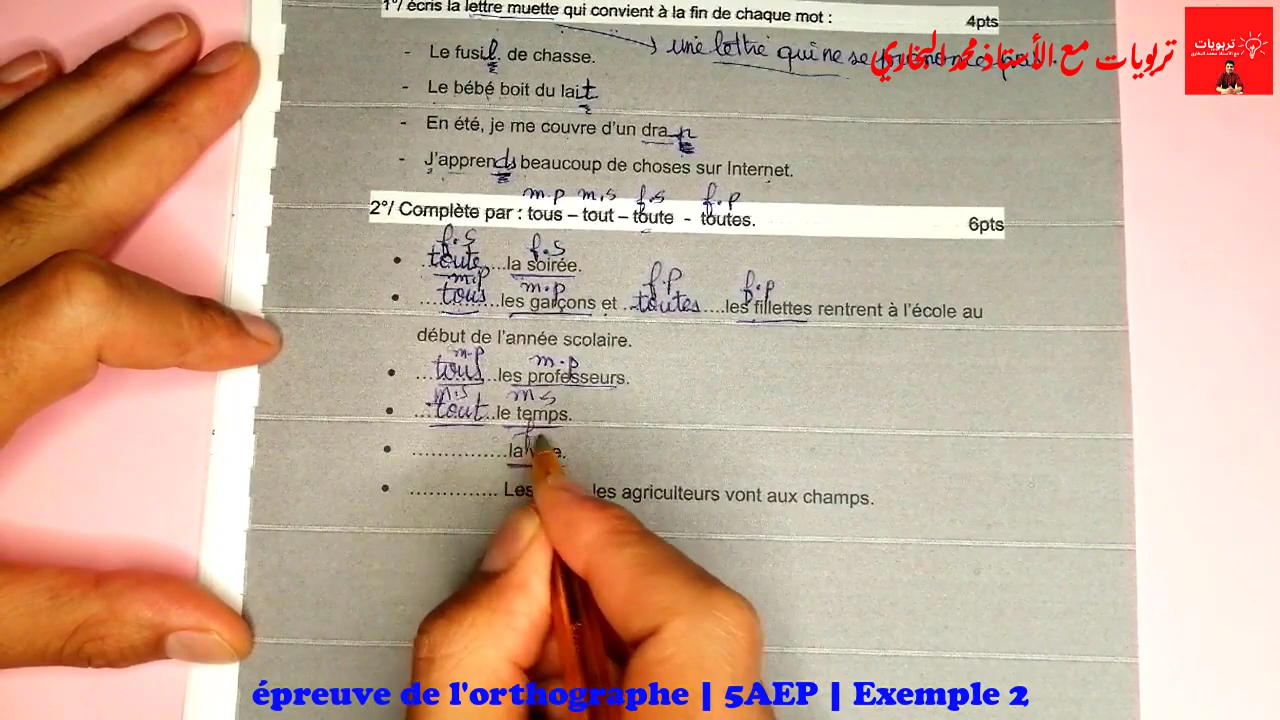 1°/ écris la lettre muette qui convient à la fin de chaque mot : 4pts
- Le fusil de chasse. une lettre qui ne se prononce pas.
تربويات مع الأستاذ محمد البخاري
تربويات
- Le bébé boit du lait
- En été, je me couvre d'un drap
- J'apprends beaucoup de choses sur Internet.
m.p m.s f.s f.p
2°/ Complète par : tous – tout – toute - toutes. 6pts
f.s f.s
• toute...la soirée.
m.p m.p f.p f.p
• tous...les garçons et ..toutes....les fillettes rentrent à l'école au
début de l'année scolaire.
m.p m.p
• ...tous..les professeurs.
m.s m s
• ...tout..le temps.
f
• ...............la
• .............. Les les agriculteurs vont aux champs.
épreuve de l'orthographe | 5AEP | Exemple 2